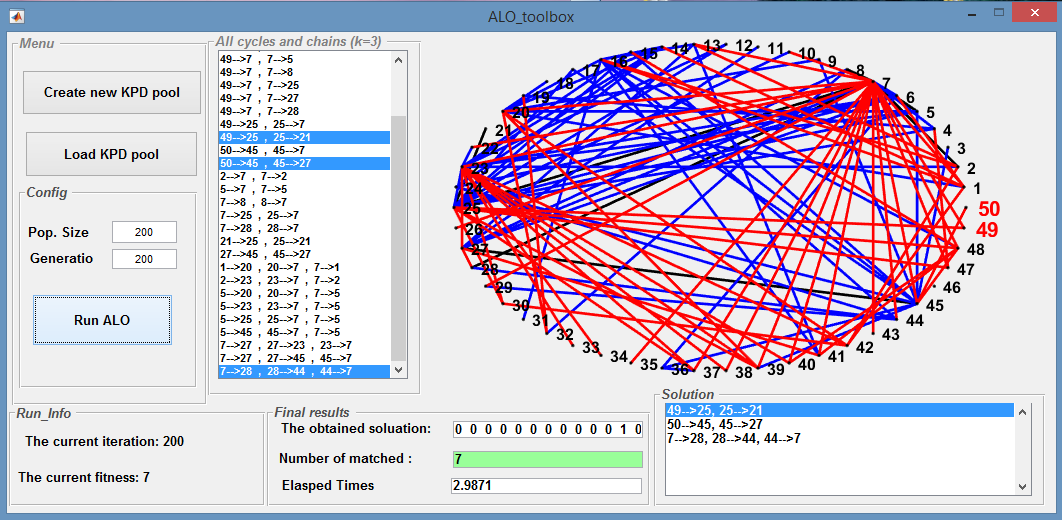 ALO_toolbox
Menu
Create new KPD pool
Load KPD pool
Config
Pop. Size 200
Generatio 200
Run ALO
All cycles and chains (k=3)
49-->7 , 7-->5
49-->7 , 7-->8
49-->7 , 7-->25
49-->7 , 7-->27
49-->7 , 7-->28
49-->25 , 25-->7
49-->25 , 25-->21
50-->45 , 45-->7
50-->45 , 45-->27
2-->7 , 7-->2
5-->7 , 7-->5
7-->8 , 8-->7
7-->25 , 25-->7
7-->28 , 28-->7
21-->25 , 25-->21
27-->45 , 45-->27
1-->20 , 20-->7 , 7-->1
2-->23 , 23-->7 , 7-->2
5-->20 , 20-->7 , 7-->5
5-->23 , 23-->7 , 7-->5
5-->25 , 25-->7 , 7-->5
5-->45 , 45-->7 , 7-->5
7-->27 , 27-->23 , 23-->7
7-->27 , 27-->45 , 45-->7
7-->28 , 28-->44 , 44-->7
1
2
3
4
5
6
7
8
9
10
11
12
13
14
15
16
17
18
19
20
21
22
23
24
25
26
27
28
29
30
31
32
33
34
35
36
37
38
39
40
41
42
43
44
45
46
47
48
49
50
Run_Info
The current iteration: 200
The current fitness: 7
Final results
The obtained soluation: 0 0 0 0 0 0 0 0 0 0 0 1 0
Number of matched : 7
Elasped Times 2.9871
Solution
49-->25, 25-->21
50-->45, 45-->27
7-->28, 28-->44, 44-->7